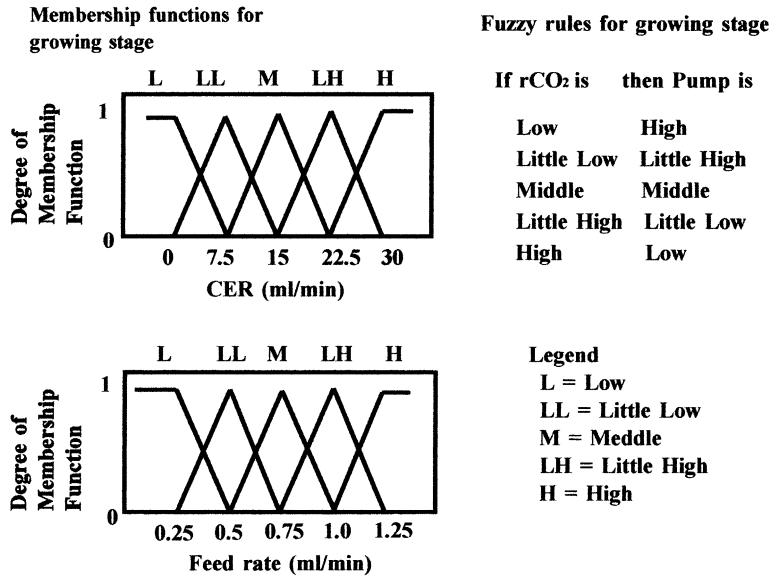 Membership functions for
growing stage
L LL M LH H
1
0
Degree of
Membership
Function
0 7.5 15 22.5 30
CER (ml/min)
Fuzzy rules for growing stage
If rCO2 is then Pump is
Low High
Little Low Little High
Middle Middle
Little High Little Low
High Low
L LL M LH H
1
0
Degree of
Membership
Function
0.25 0.5 0.75 1.0 1.25
Feed rate (ml/min)
Legend
L = Low
LL = Little Low
M = Meddle
LH = Little High
H = High